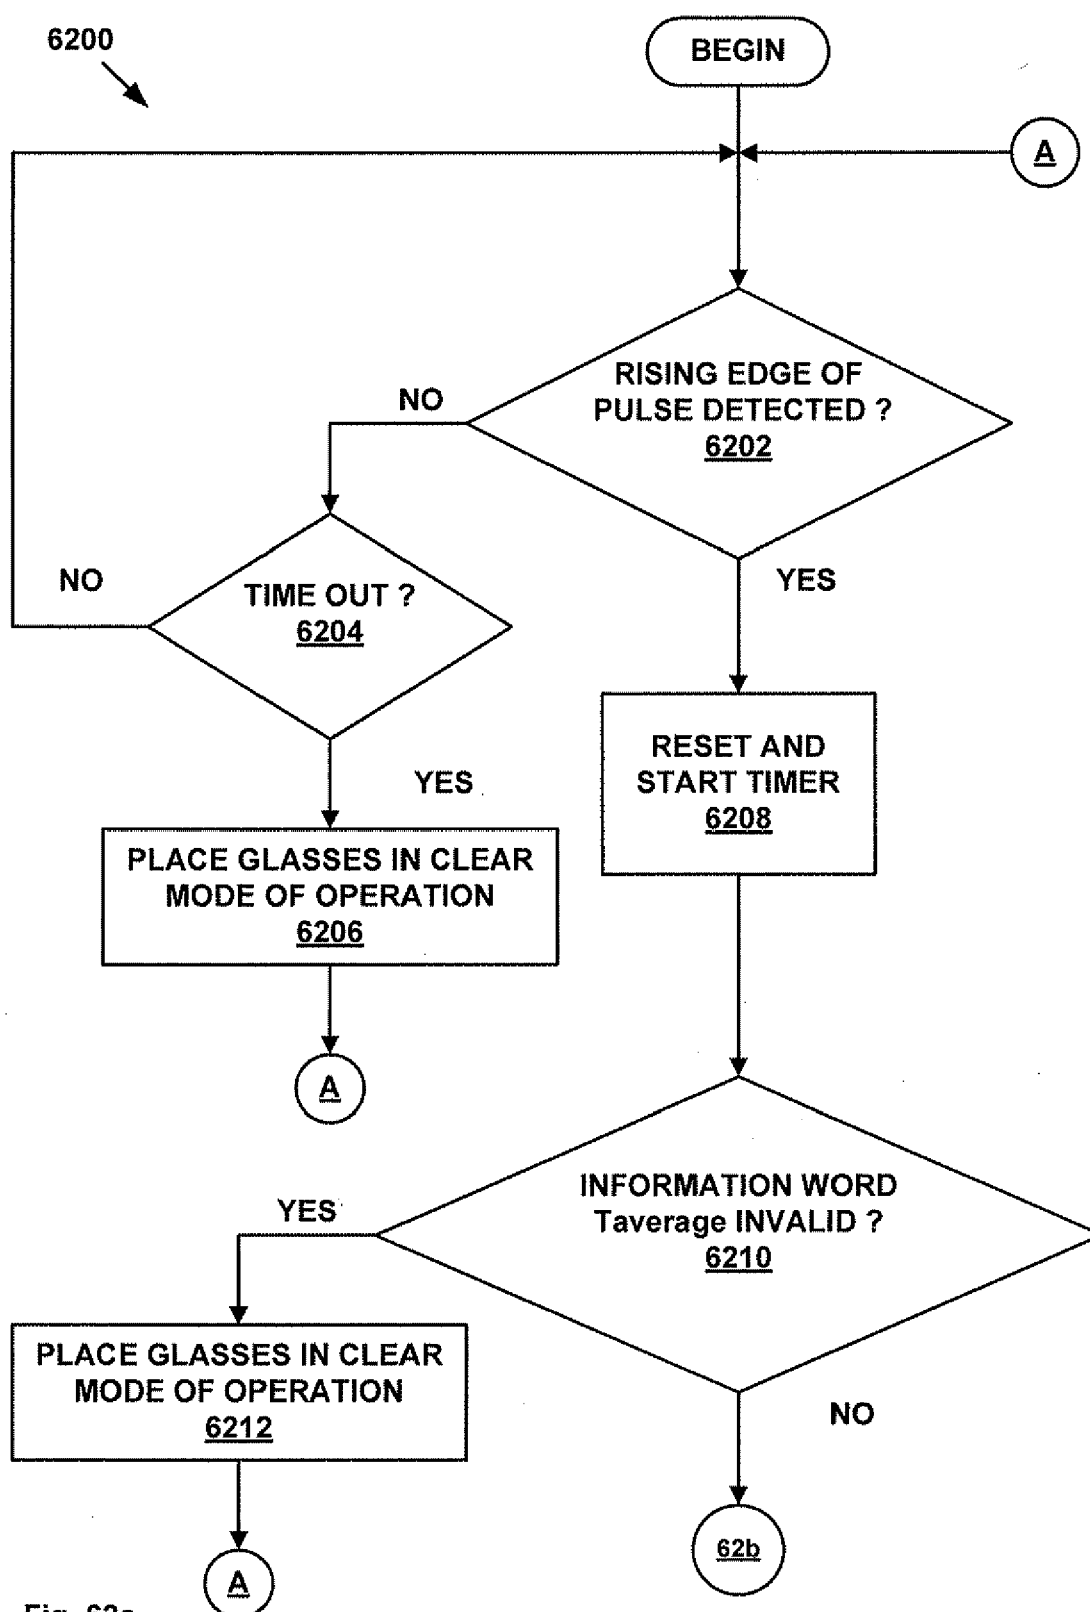 6200
BEGIN
A
RISING EDGE OF
PULSE DETECTED ?
6202
NO
YES
TIME OUT ?
6204
NO
YES
PLACE GLASSES IN CLEAR
MODE OF OPERATION
6206
A
RESET AND
START TIMER
6208
INFORMATION WORD
Taverage INVALID ?
6210
YES
NO
PLACE GLASSES IN CLEAR
MODE OF OPERATION
6212
A
62b